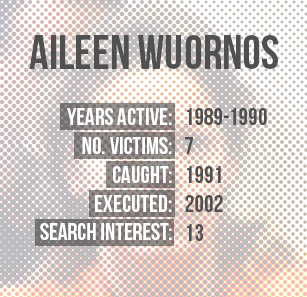 AILEEN WUORNOS
YEARS ACTIVE: 1989-1990
NO. VICTIMS: 7
CAUGHT: 1991
EXECUTED: 2002
SEARCH INTEREST: 13